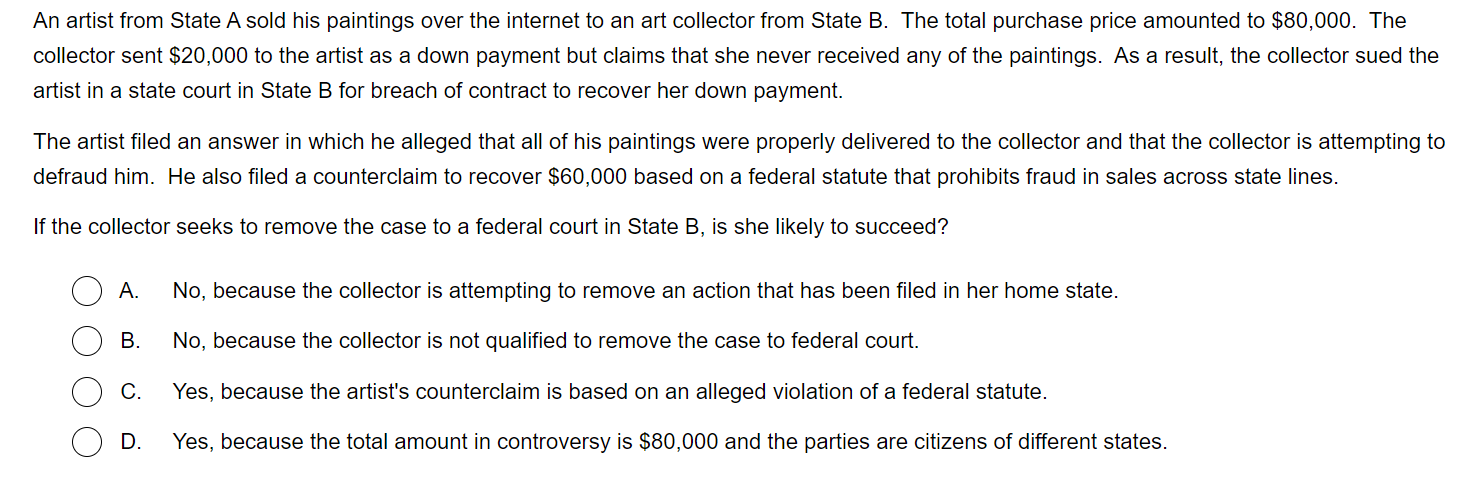 An artist from State A sold his paintings over the internet to an art collector from State B.  The total purchase price amounted to $80,000.  The
collector sent $20,000 to the artist as a down payment but claims that she never received any of the paintings.  As a result, the collector sued the
artist in a state court in State B for breach of contract to recover her down payment.
The artist filed an answer in which he alleged that all of his paintings were properly delivered to the collector and that the collector is attempting to
defraud him.  He also filed a counterclaim to recover $60,000 based on a federal statute that prohibits fraud in sales across state lines.
If the collector seeks to remove the case to a federal court in State B, is she likely to succeed?
A. No, because the collector is attempting to remove an action that has been filed in her home state.
B. No, because the collector is not qualified to remove the case to federal court.
C. Yes, because the artist's counterclaim is based on an alleged violation of a federal statute.
D. Yes, because the total amount in controversy is $80,000 and the parties are citizens of different states.